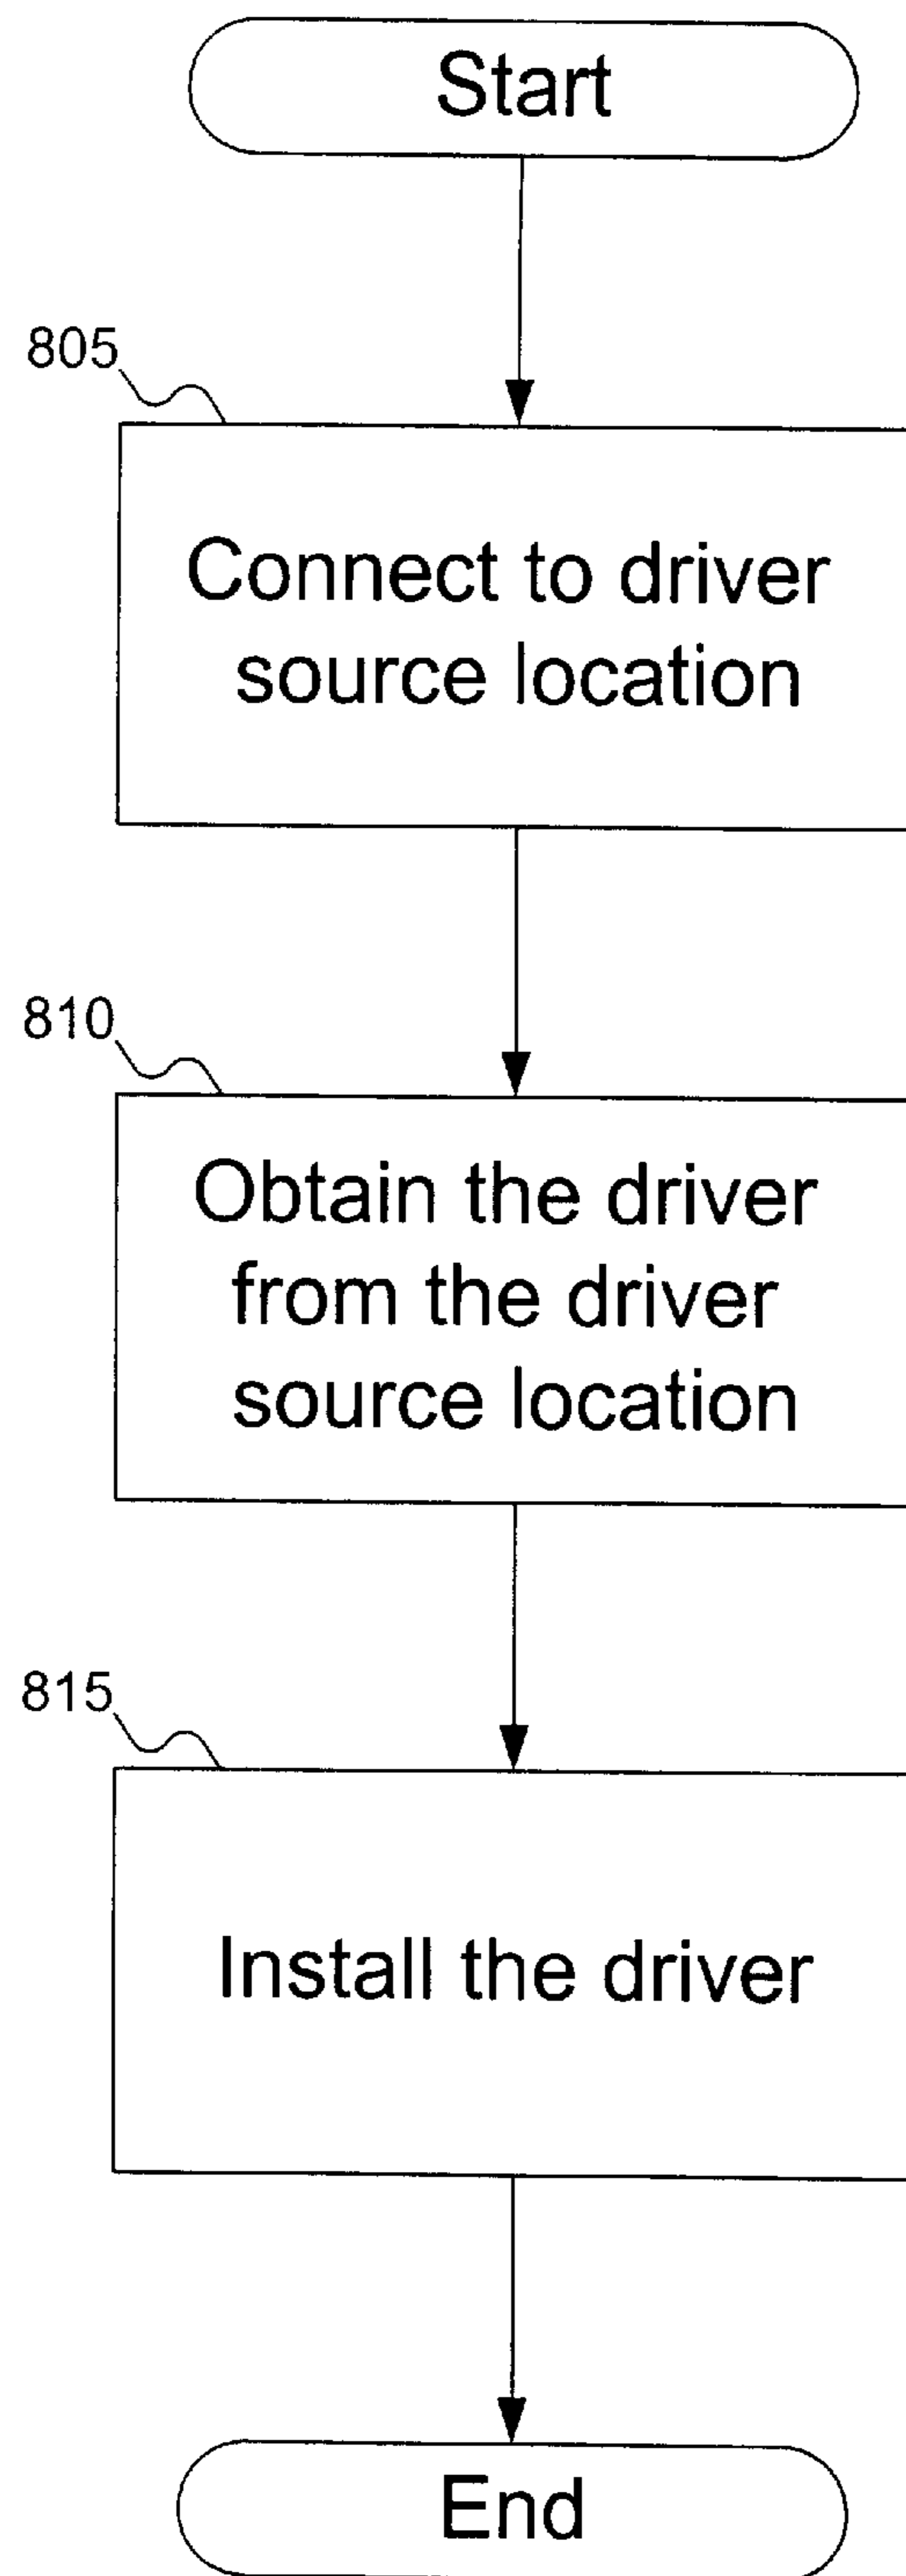 Start
805
Connect to driver
source location
810
Obtain the driver
from the driver
source location
815
Install the driver
End